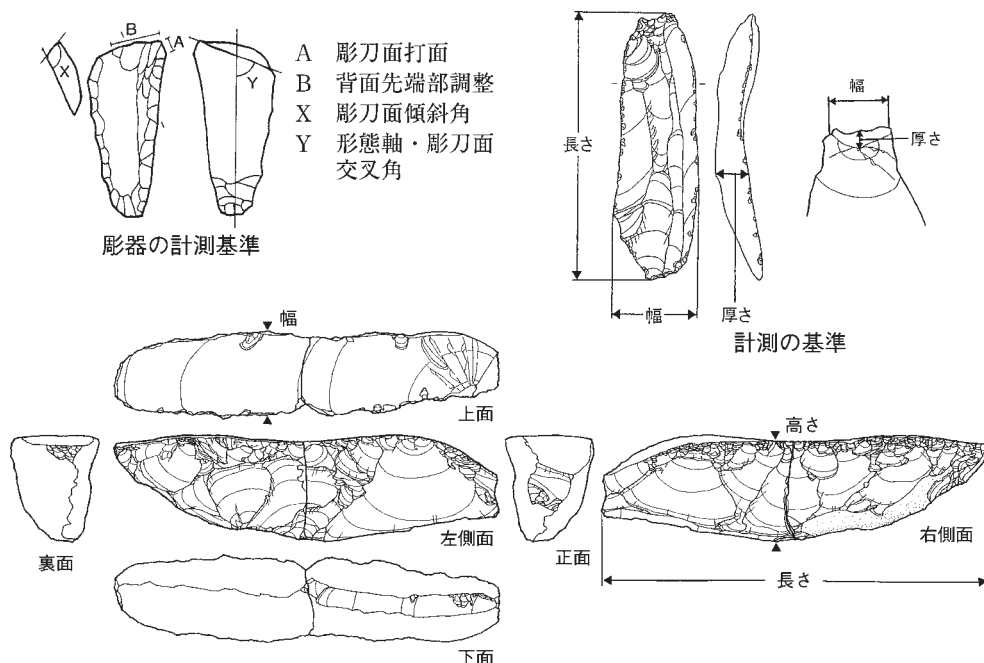 B
A
X
Y
A 彫刀面打面
B 背面先端部調整
X 彫刀面傾斜角
Y 形態軸・彫刀面
交叉角
彫器の計測基準
長さ
幅
厚さ
幅
厚さ
計測の基準
幅
上面
裏面
左側面
下面
正面
高さ
右側面
長さ